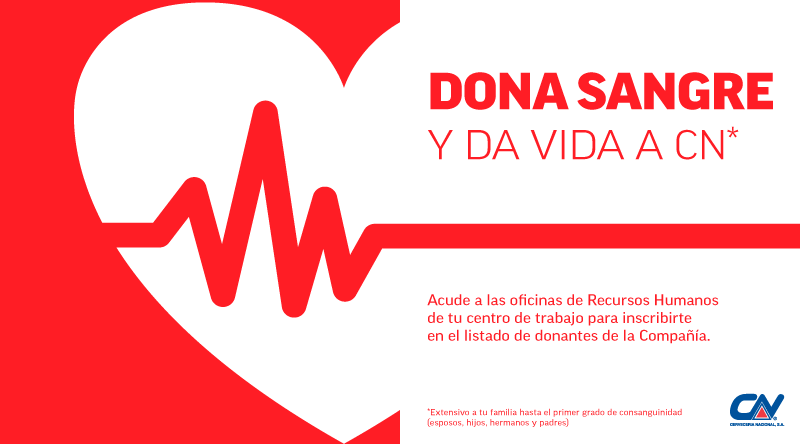 DONA SANGRE
Y DA VIDA A CN*
Acude a las oficinas de Recursos Humanos
de tu centro de trabajo para inscribirte
en el listado de donantes de la Compañía.
*Extensivo a tu familia hasta el primer grado de consanguinidad
(esposos, hijos, hermanos y padres)
CN®
CERVECERIA NACIONAL, S.A.